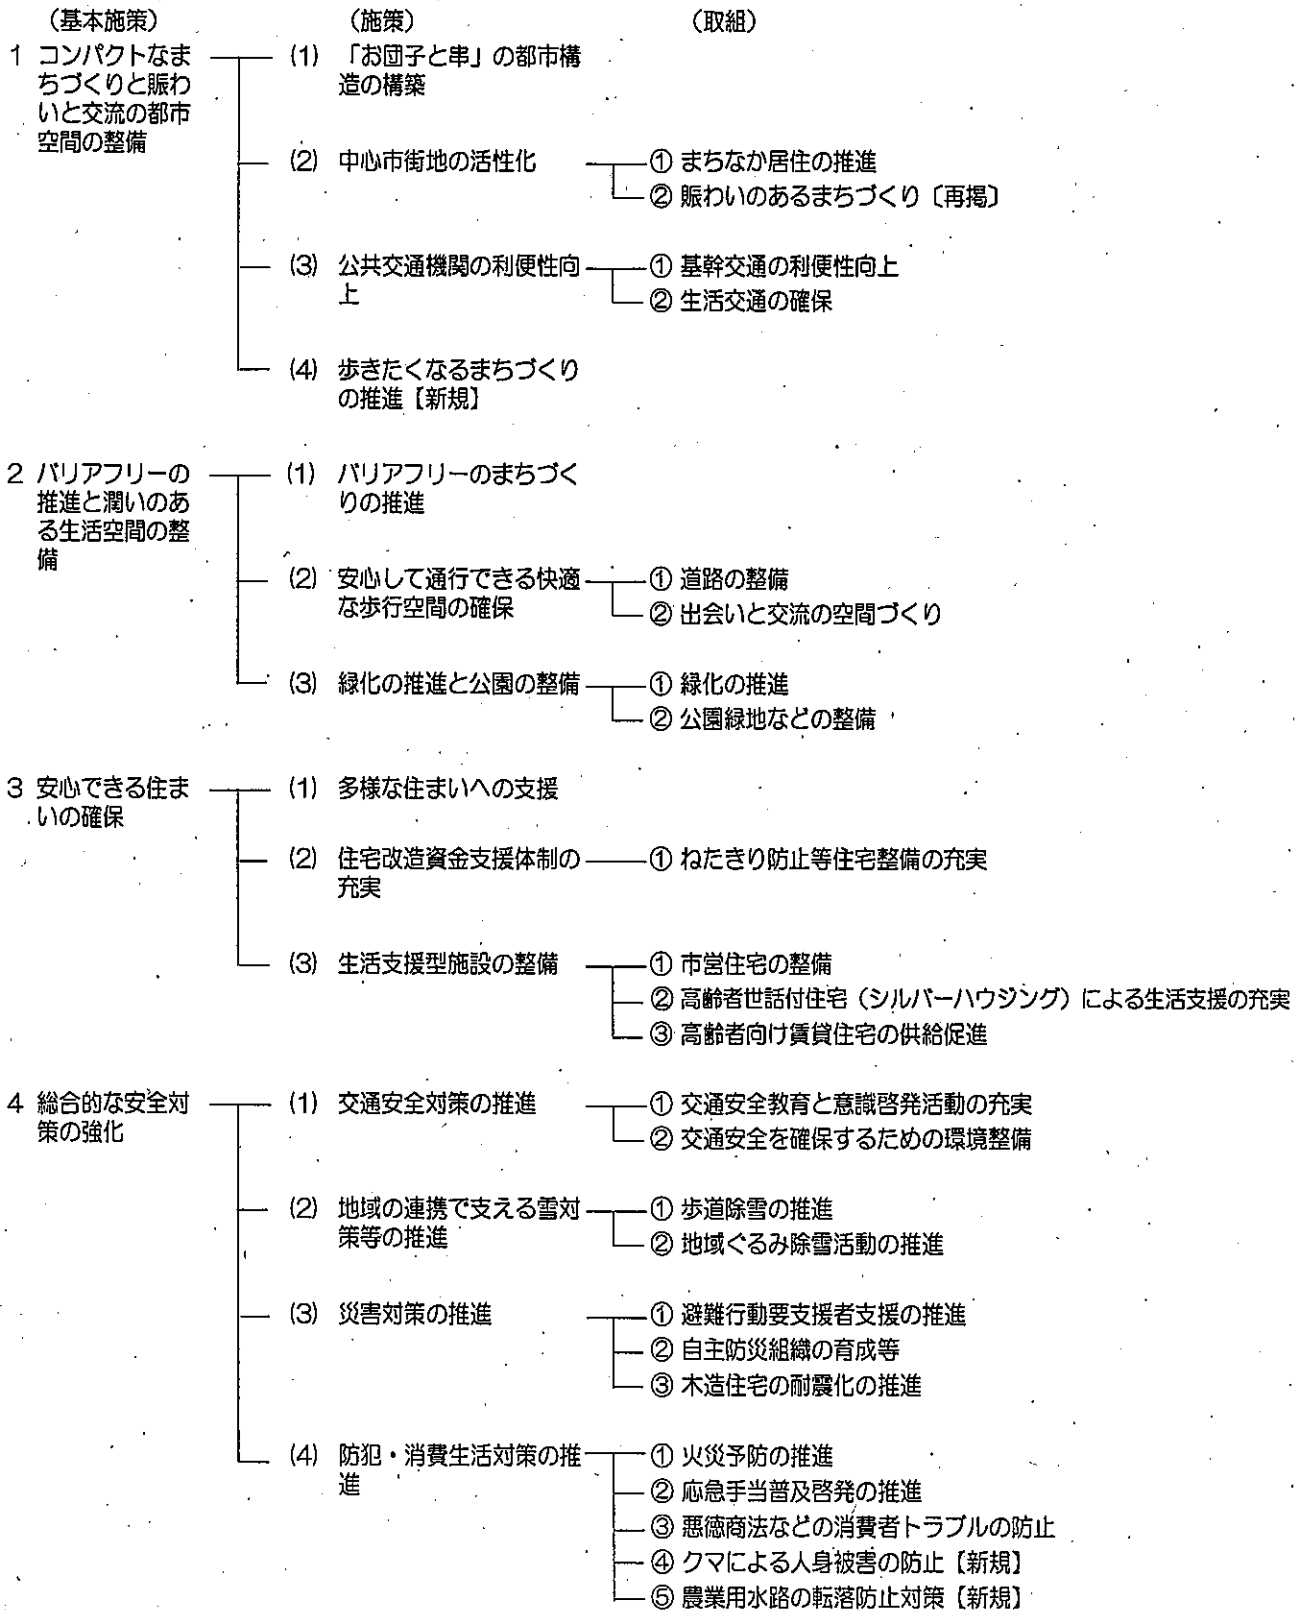 （基本施策）　（施策）　（取組）
1 コンパクトなま　(1) 「お団子と串」の都市構
ちづくりと賑わ　造の構築
いと交流の都市
空間の整備
(2) 中心市街地の活性化　① まちなか居住の推進
② 賑わいのあるまちづくり〔再掲〕
(3) 公共交通機関の利便性向　① 基幹交通の利便性向上
上　② 生活交通の確保
(4) 歩きたくなるまちづくり
の推進【新規】
2 バリアフリーの　(1) バリアフリーのまちづく
推進と潤いのあ　りの推進
る生活空間の整
備
(2) 安心して通行できる快適　① 道路の整備
な歩行空間の確保　② 出会いと交流の空間づくり
(3) 緑化の推進と公園の整備　① 緑化の推進
② 公園緑地などの整備
3 安心できる住ま　(1) 多様な住まいへの支援
いの確保
(2) 住宅改造資金支援体制の　① ねたきり防止等住宅整備の充実
充実
(3) 生活支援型施設の整備　① 市営住宅の整備
② 高齢者世話付住宅（シルバーハウジング）による生活支援の充実
③ 高齢者向け賃貸住宅の供給促進
4 総合的な安全対　(1) 交通安全対策の推進　① 交通安全教育と意識啓発活動の充実
策の強化　② 交通安全を確保するための環境整備
(2) 地域の連携で支える雪対　① 歩道除雪の推進
策等の推進　② 地域ぐるみ除雪活動の推進
(3) 災害対策の推進　① 避難行動要支援者支援の推進
② 自主防災組織の育成等
③ 木造住宅の耐震化の推進
(4) 防犯・消費生活対策の推　① 火災予防の推進
進　② 応急手当普及啓発の推進
③ 悪徳商法などの消費者トラブルの防止
④ クマによる人身被害の防止【新規】
⑤ 農業用水路の転落防止対策【新規】